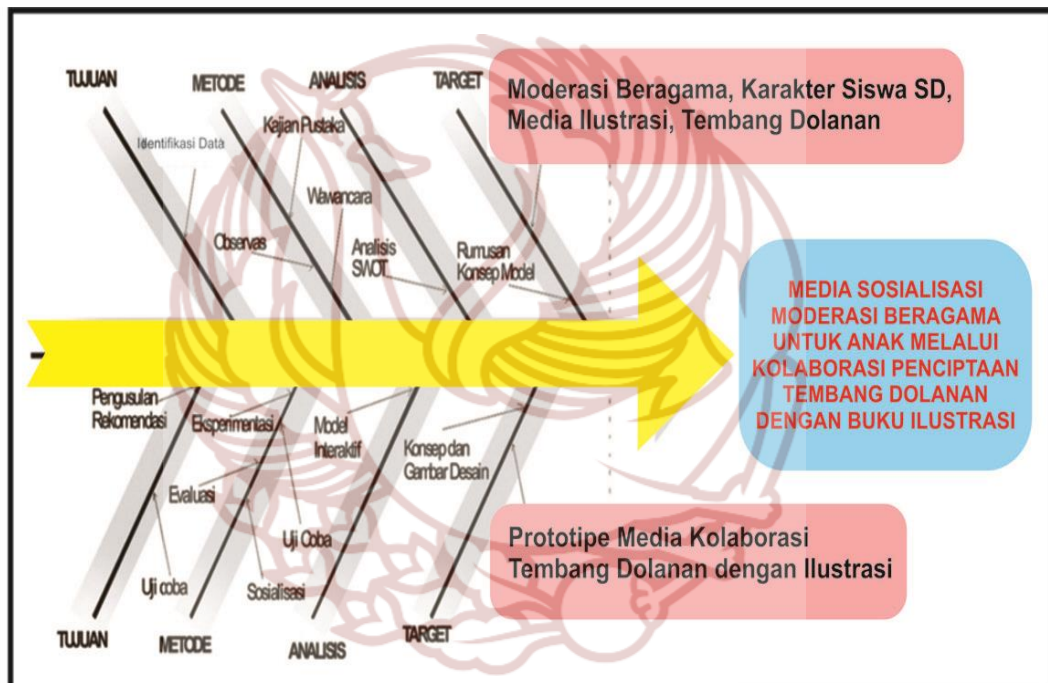 TUJUAN
METODE
ANALISIS
TARGET
Moderasi Beragama, Karakter Siswa SD,
Media Ilustrasi, Tembang Dolanan
Identifikasi Data
Kajian Pustaka
Wawancara
Observas
Analisis
SWOT
Rumusan
Konsep Model
MEDIA SOSIALISASI
MODERASI BERAGAMA
UNTUK ANAK MELALUI
KOLABORASI PENCIPTAAN
TEMBANG DOLANAN
DENGAN BUKU ILUSTRASI
Pengusulan
Rekomendasi
Eksperimentasi
Model
Interaktif
Konsep dan
Gambar Desain
Evaluasi
Uji Coba
Uji coba
Sosialisasi
Prototipe Media Kolaborasi
Tembang Dolanan dengan Ilustrasi
TUJUAN
METODE
ANALISIS
TARGET